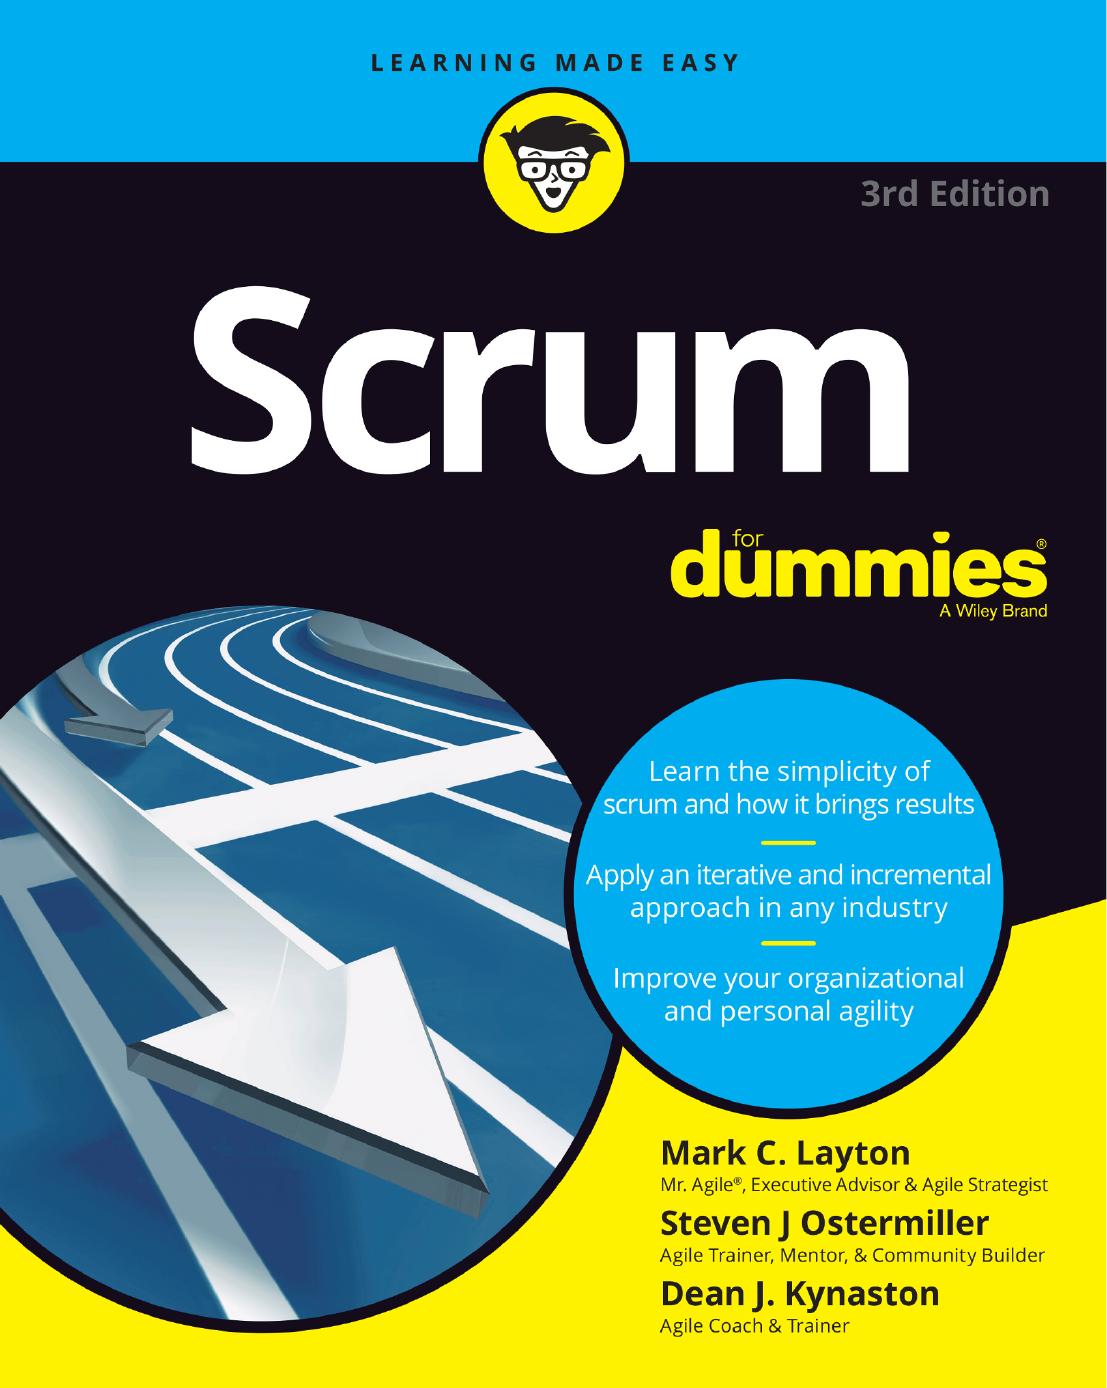 LEARNING MADE EASY
3rd Edition
Scrum
for
dummies®
A Wiley Brand
Learn the simplicity of
scrum and how it brings results
Apply an iterative and incremental
approach in any industry
Improve your organizational
and personal agility
Mark C. Layton
Mr. Agile®, Executive Advisor & Agile Strategist
Steven J Ostermiller
Agile Trainer, Mentor, & Community Builder
Dean J. Kynaston
Agile Coach & Trainer